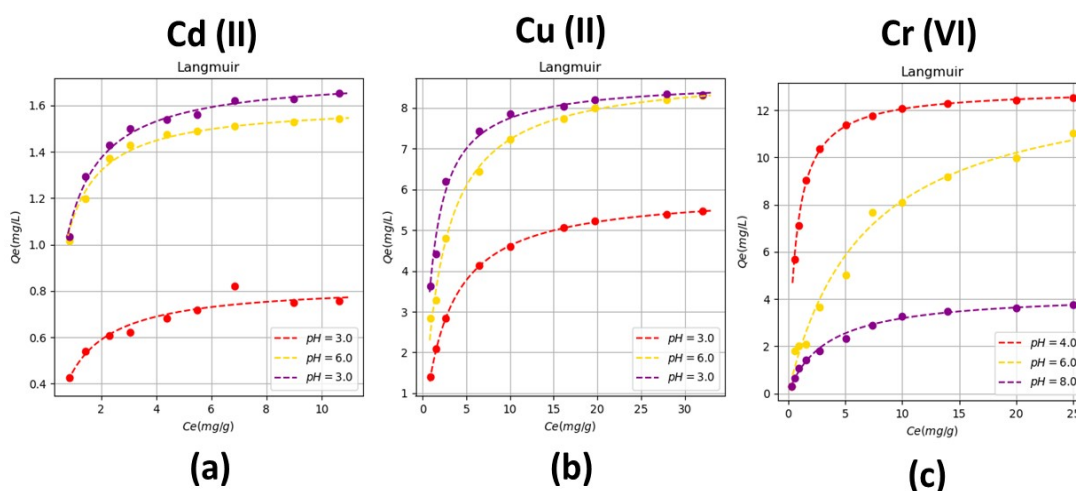 Cd (II)
Langmuir
Qe(mg/L)
1.6
1.4
1.2
1.0
0.8
0.6
0.4
pH = 3.0
pH = 6.0
pH = 3.0
2
4
6
8
10
Ce(mg/g)
(a)
Cu (II)
Langmuir
Qe(mg/L)
8
7
6
5
4
3
2
1
pH = 3.0
pH = 6.0
pH = 3.0
0
5
10
15
20
25
30
Ce(mg/g)
(b)
Cr (VI)
Langmuir
Qe(mg/L)
12
10
8
6
4
2
0
pH = 4.0
pH = 6.0
pH = 8.0
0
5
10
15
20
25
Ce(mg/g)
(c)